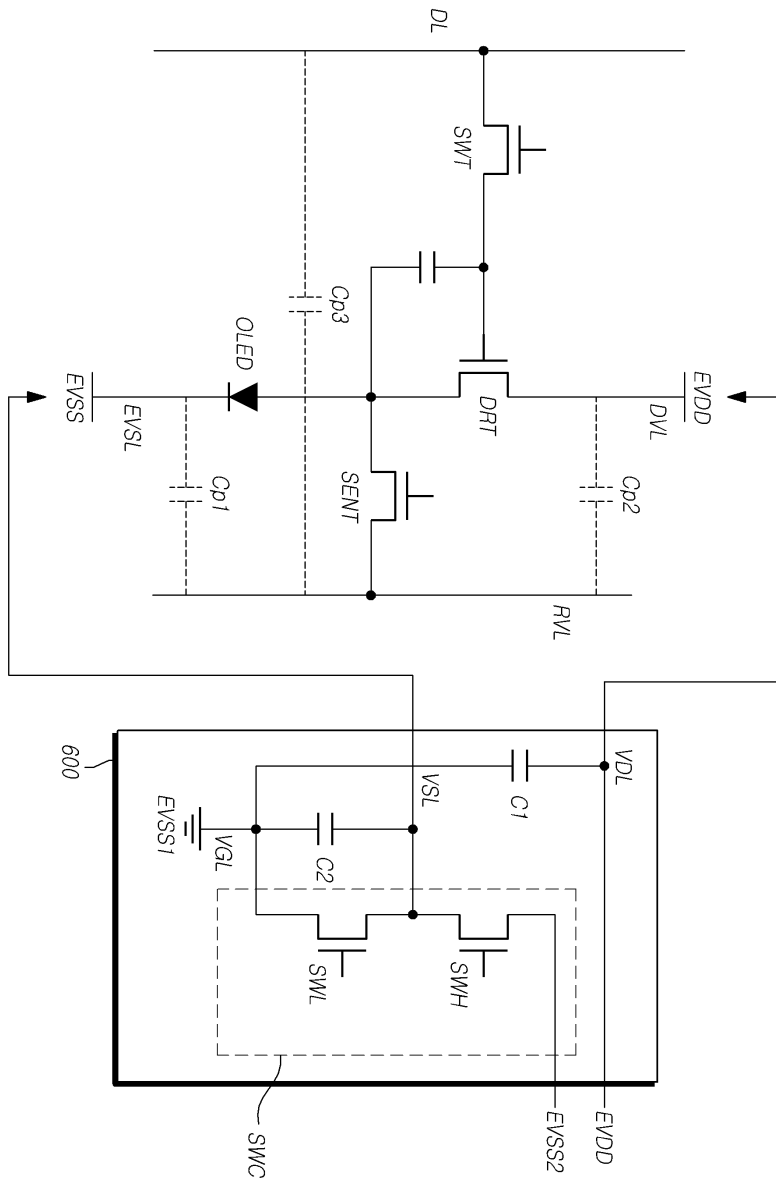 DL
SWT
Cp3
OLED
EVSS
EVSL
DRT
EVDD
DVL
Cp1
SENT
Cp2
RVL
600
VDL
VSL
C1
EVSS1
VGL
C2
SWL
SWH
SWC
EVSS2
EVDD